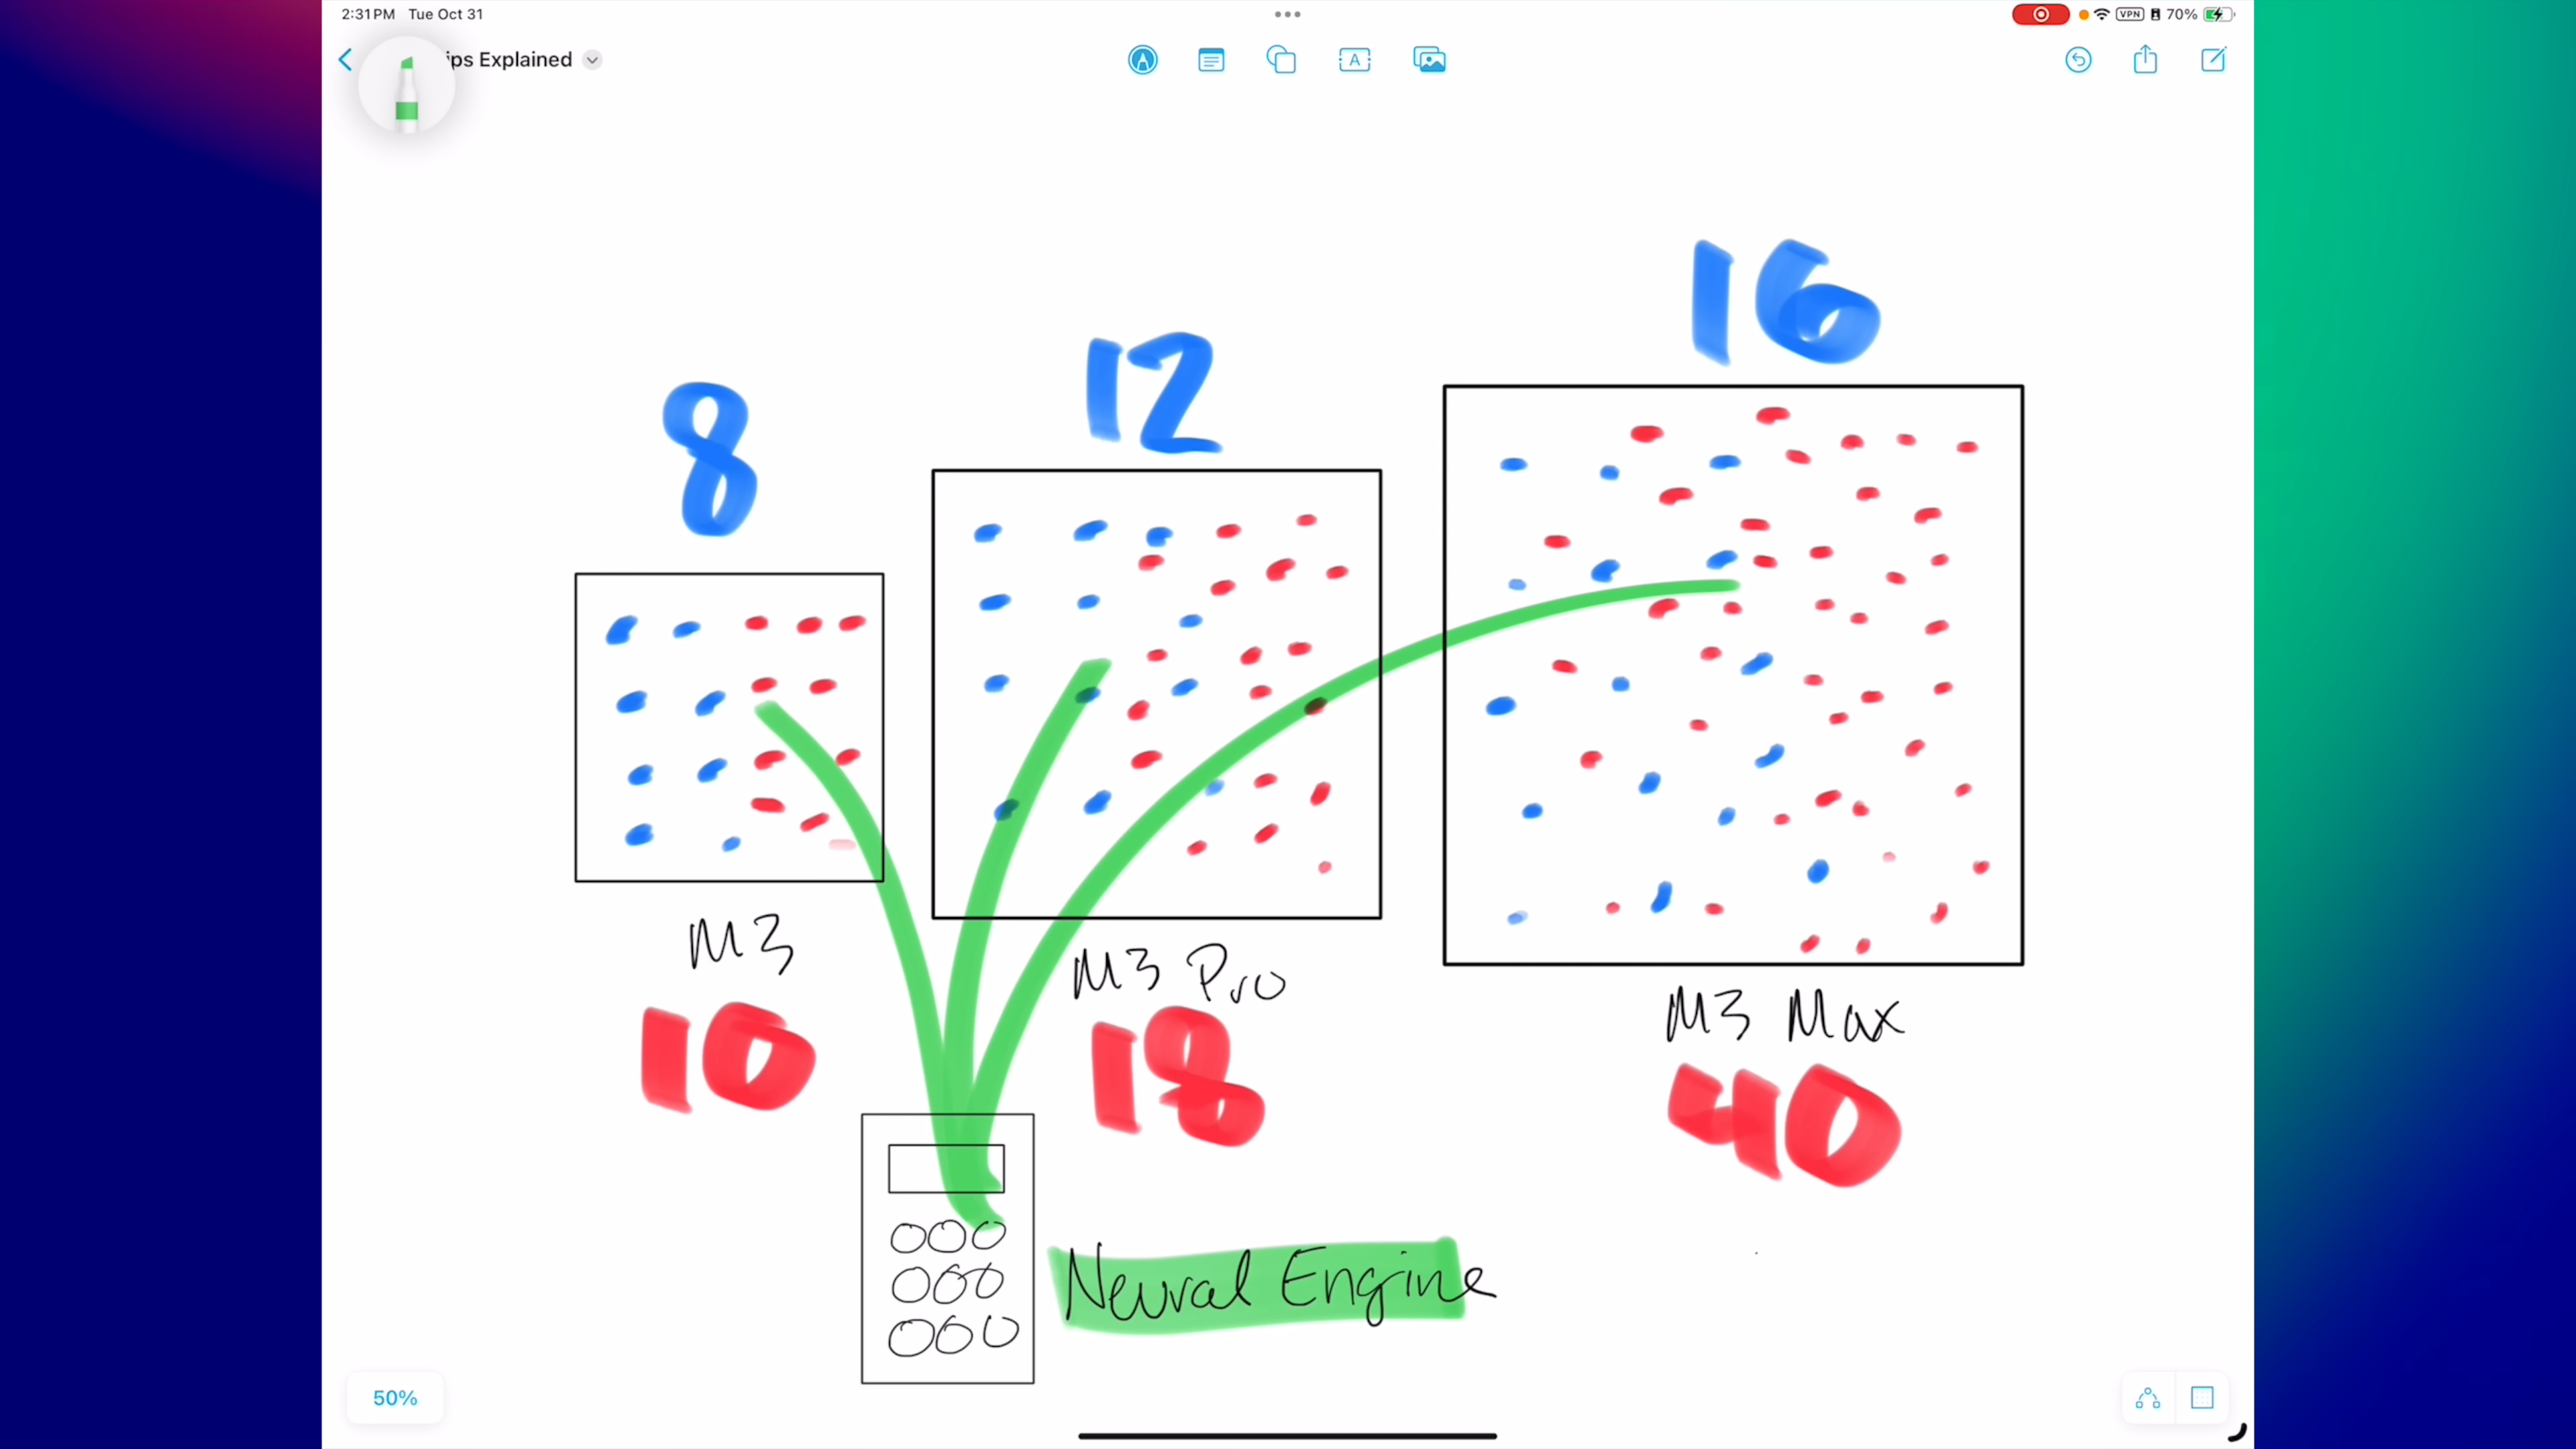 2:31 PM Tue Oct 31
VPN 70%
ips Explained
A
16
12
8
M3
M3 Pro
M3 Max
10
18
40
Neural Engine
50%